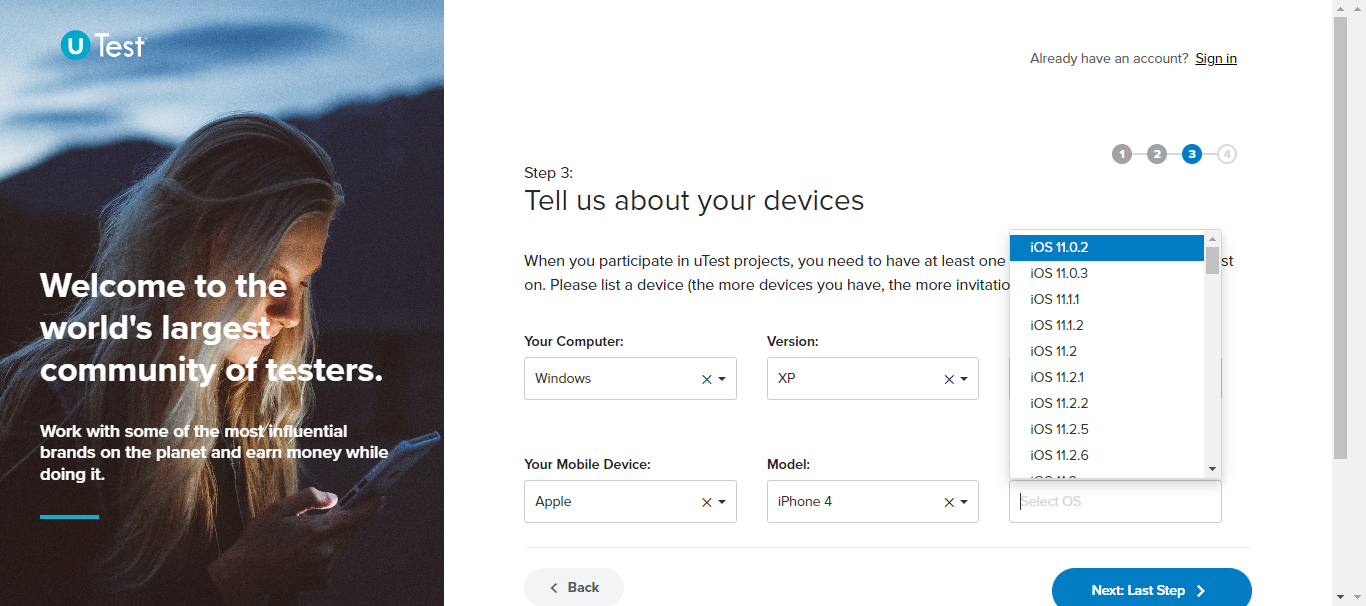 u Test
Already have an account? Sign in
1 2 3 4
Step 3:
Tell us about your devices
When you participate in uTest projects, you need to have at least one
st
on. Please list a device (the more devices you have, the more invitatio
Your Computer:
Version:
Windows
XP
Your Mobile Device:
Model:
Apple
iPhone 4
Select OS
iOS 11.0.2
iOS 11.0.3
iOS 11.1.1
iOS 11.1.2
iOS 11.2
iOS 11.2.1
iOS 11.2.2
iOS 11.2.5
iOS 11.2.6
Back
Next: Last Step
Welcome to the
world's largest
community of testers.
Work with some of the most influential
brands on the planet and earn money while
doing it.